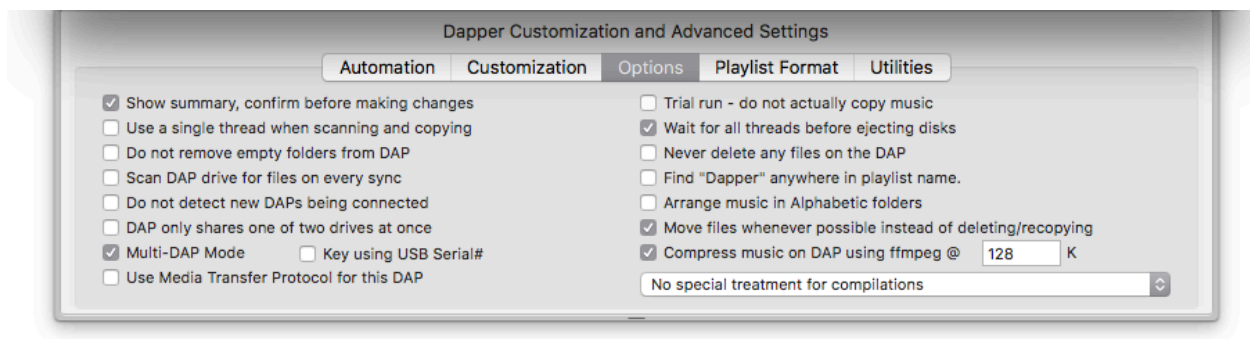 Dapper Customization and Advanced Settings
Automation Customization Options Playlist Format Utilities
Show summary, confirm before making changes
Use a single thread when scanning and copying
Do not remove empty folders from DAP
Scan DAP drive for files on every sync
Do not detect new DAPs being connected
DAP only shares one of two drives at once
Multi-DAP Mode Key using USB Serial#
Use Media Transfer Protocol for this DAP
Trial run - do not actually copy music
Wait for all threads before ejecting disks
Never delete any files on the DAP
Find "Dapper" anywhere in playlist name.
Arrange music in Alphabetic folders
Move files whenever possible instead of deleting/recopying
Compress music on DAP using ffmpeg @ 128 K
No special treatment for compilations